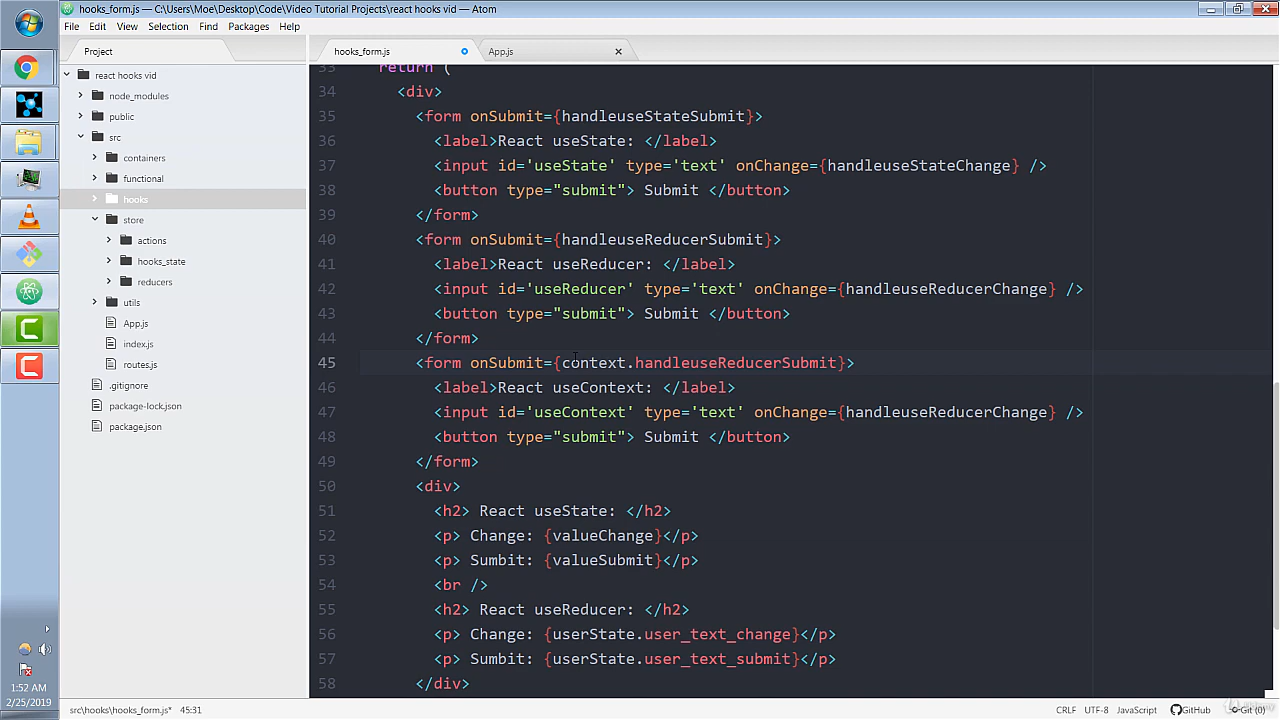 hooks_form.js — C:\Users\Moe\Desktop\Code\Video Tutorial Projects\react hooks vid — Atom
File Edit View Selection Find Packages Help
Project
hooks_form.js
App.js
react hooks vid
node_modules
public
src
containers
functional
hooks
store
actions
hooks_state
reducers
utils
App.js
index.js
routes.js
.gitignore
package-lock.json
package.json
33 return (
34 <div>
35 <form onSubmit={handleuseStateSubmit}>
36 <label>React useState: </label>
37 <input id='useState' type='text' onChange={handleuseStateChange} />
38 <button type="submit"> Submit </button>
39 </form>
40 <form onSubmit={handleuseReducerSubmit}>
41 <label>React useReducer: </label>
42 <input id='useReducer' type='text' onChange={handleuseReducerChange} />
43 <button type="submit"> Submit </button>
44 </form>
45 <form onSubmit={context.handleuseReducerSubmit}>
46 <label>React useContext: </label>
47 <input id='useContext' type='text' onChange={handleuseReducerChange} />
48 <button type="submit"> Submit </button>
49 </form>
50 <div>
51 <h2> React useState: </h2>
52 <p> Change: {valueChange}</p>
53 <p> Sumbit: {valueSubmit}</p>
54 <br />
55 <h2> React useReducer: </h2>
56 <p> Change: {userState.user_text_change}</p>
57 <p> Sumbit: {userState.user_text_submit}</p>
58 </div>
1:52 AM
2/25/2019
src\hooks\hooks_form.js* 45:31
CRLF UTF-8 JavaScript GitHub Git (0)